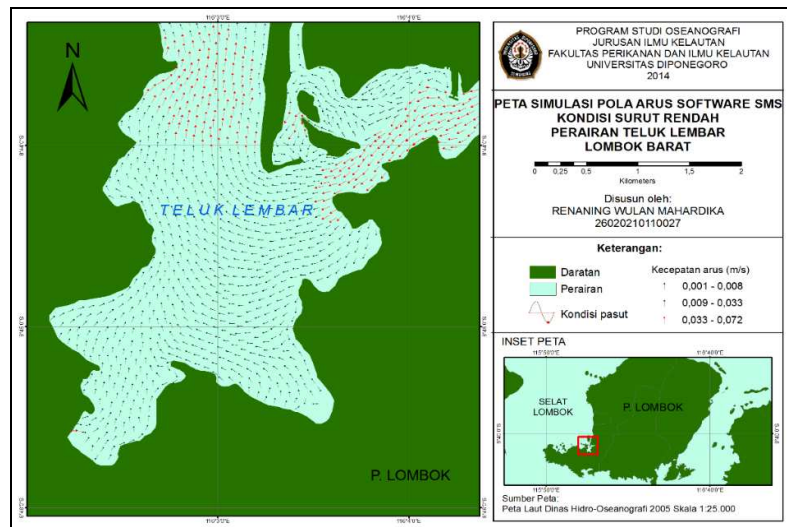 N
TELUK LEMBAR
P. LOMBOK
PROGRAM STUDI OSEANOGRAFI
JURUSAN ILMU KELAUTAN
FAKULTAS PERIKANAN DAN ILMU KELAUTAN
UNIVERSITAS DIPONEGORO
2014
PETA SIMULASI POLA ARUS SOFTWARE SMS
KONDISI SURUT RENDAH
PERAIRAN TELUK LEMBAR
LOMBOK BARAT
0 0.25 0.5 1 1,5 2
Kilometers
Disusun oleh:
RENANING WULAN MAHARDIKA
26020210110027
Keterangan:
Daratan
Perairan
Kondisi pasut
Kecepatan arus (m/s)
0,001 - 0,008
0,009 - 0,033
0,033 - 0,072
INSET PETA
SELAT
LOMBOK
P. LOMBOK
Sumber Peta:
Peta Laut Dinas Hidro-Oseanografi 2005 Skala 1:25.000